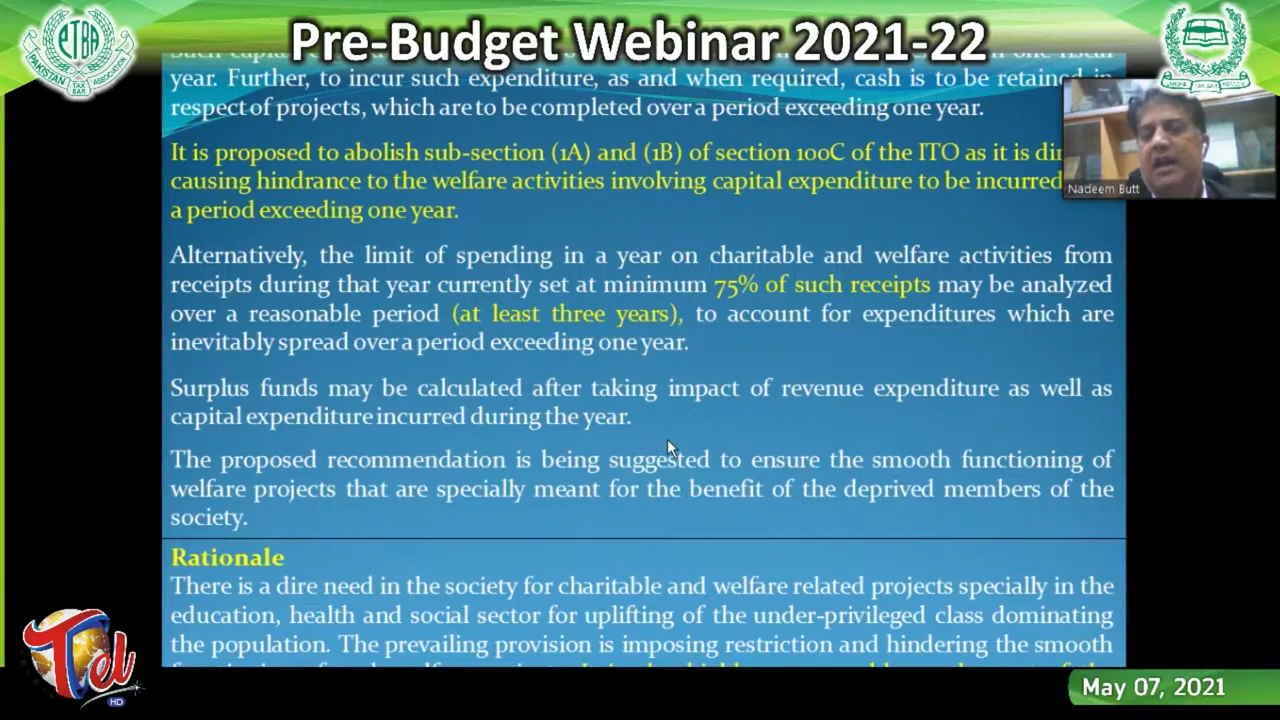 Pre-Budget Webinar 2021-22
PTBA
PAKISTAN TAX BAR ASSOCIATION
year. Further, to incur such expenditure, as and when required, cash is to be retained in
respect of projects, which are to be completed over a period exceeding one year.
It is proposed to abolish sub-section (1A) and (1B) of section 100C of the ITO as it is
causing hindrance to the welfare activities involving capital expenditure to be incurred
a period exceeding one year.
Nadeem Butt
Alternatively, the limit of spending in a year on charitable and welfare activities from
receipts during that year currently set at minimum 75% of such receipts may be analyzed
over a reasonable period (at least three years), to account for expenditures which are
inevitably spread over a period exceeding one year.
Surplus funds may be calculated after taking impact of revenue expenditure as well as
capital expenditure incurred during the year.
The proposed recommendation is being suggested to ensure the smooth functioning of
welfare projects that are specially meant for the benefit of the deprived members of the
society.
Rationale
There is a dire need in the society for charitable and welfare related projects specially in the
education, health and social sector for uplifting of the under-privileged class dominating
the population. The prevailing provision is imposing restriction and hindering the smooth
Tel
HD
May 07, 2021